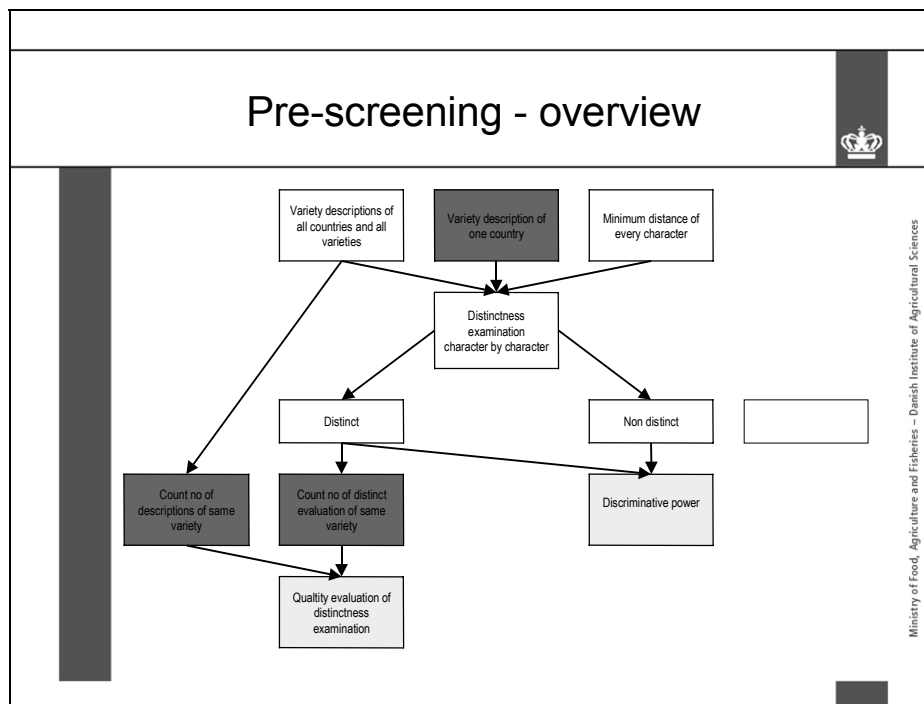 Pre-screening - overview
Variety descriptions of
all countries and all
varieties
Variety description of
one country
Minimum distance of
every character
Distinctness
examination
character by character
Distinct
Non distinct
Count no of
descriptions of same
variety
Count no of distinct
evaluation of same
variety
Discriminative power
Qualtity evaluation of
distinctness
examination
Ministry of Food, Agriculture and Fisheries – Danish Institute of Agricultural Sciences